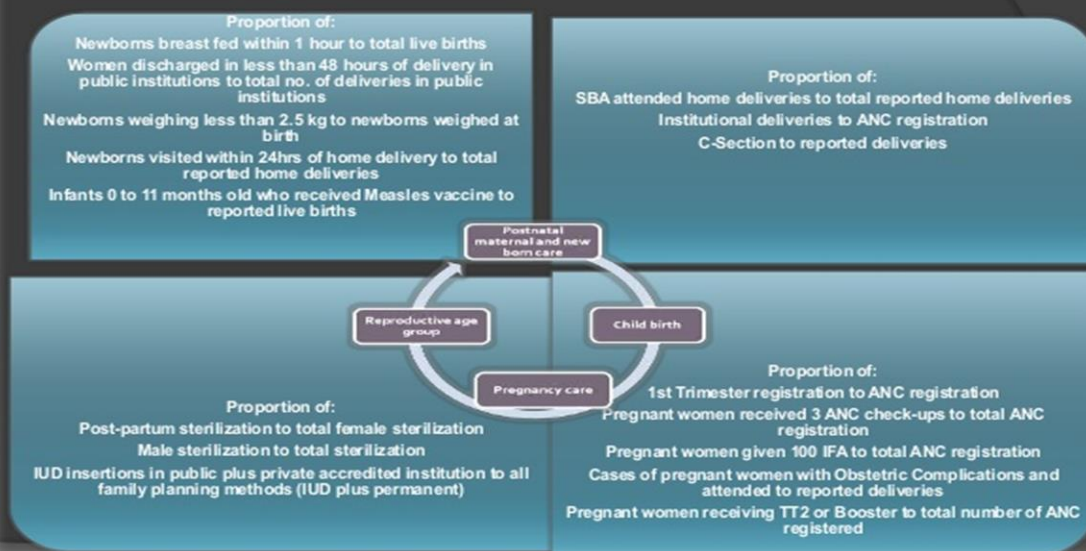 Proportion of:
Newborns breast fed within 1 hour to total live births
Women discharged in less than 48 hours of delivery in
public institutions to total no. of deliveries in public
institutions
Newborns weighing less than 2.5 kg to newborns weighed at
birth
Newborns visited within 24hrs of home delivery to total
reported home deliveries
Infants 0 to 11 months old who received Measles vaccine to
reported live births
Proportion of:
SBA attended home deliveries to total reported home deliveries
Institutional deliveries to ANC registration
C-Section to reported deliveries
Postnatal
maternal and new
born care
Reproductive age
group
Child birth
Pregnancy care
Proportion of:
Post-partum sterilization to total female sterilization
Male sterilization to total sterilization
IUD insertions in public plus private accredited institution to all
family planning methods (IUD plus permanent)
Proportion of:
1st Trimester registration to ANC registration
Pregnant women received 3 ANC check-ups to total ANC
registration
Pregnant women given 100 IFA to total ANC registration
Cases of pregnant women with Obstetric Complications and
attended to reported deliveries
Pregnant women receiving TT2 or Booster to total number of ANC
registered